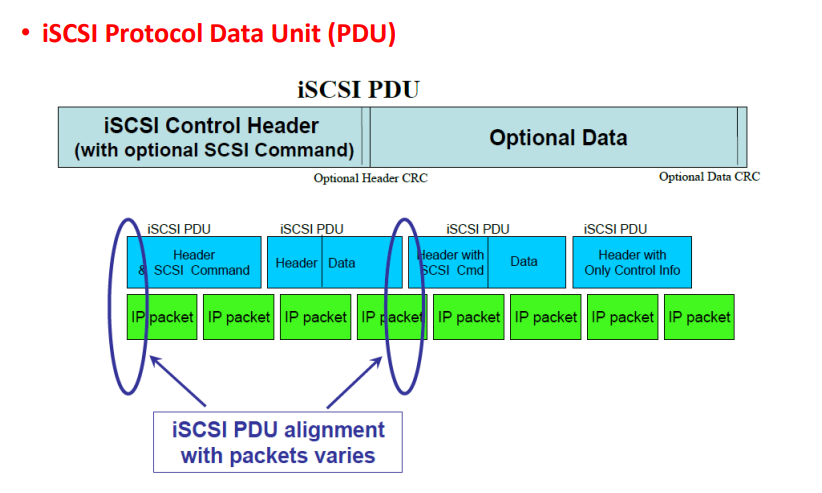 • iSCSI Protocol Data Unit (PDU)
iSCSI PDU
iSCSI Control Header
(with optional SCSI Command)
Optional Data
Optional Header CRC
Optional Data CRC
iSCSI PDU
iSCSI PDU
iSCSI PDU
iSCSI PDU
Header
& SCSI Command
Header
Data
Header with
SCSI Cmd
Data
Header with
Only Control Info
IP packet
IP packet
IP packet
IP packet
IP packet
IP packet
IP packet
IP packet
iSCSI PDU alignment
with packets varies